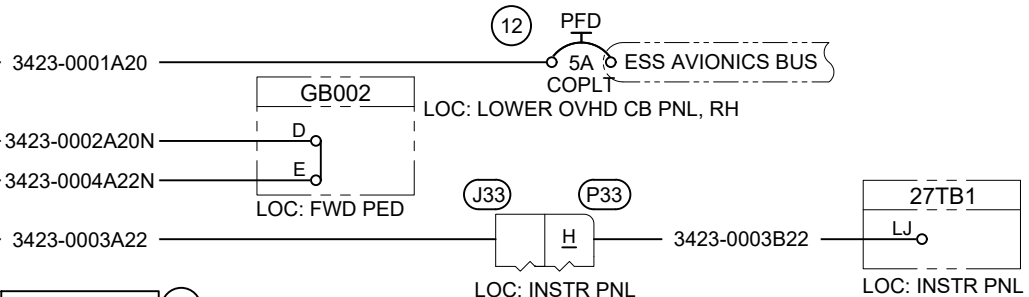 12 PFD
3423-0001A20 5A ESS AVIONICS BUS
COPLT
GB002 LOC: LOWER OVHD CB PNL, RH
3423-0002A20N D
3423-0004A22N E
LOC: FWD PED
J33 P33 27TB1
3423-0003A22 H 3423-0003B22 LJ
LOC: INSTR PNL LOC: INSTR PNL